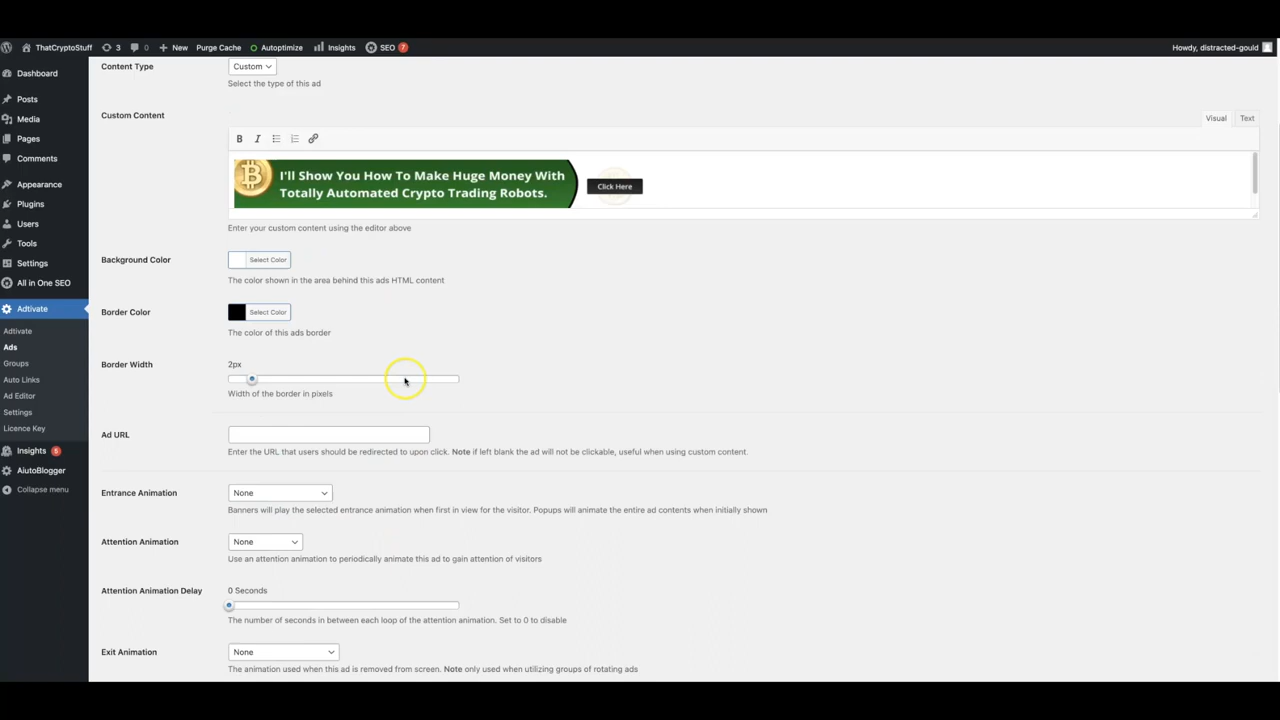 ThatCryptoStuff 3 0 New Purge Cache Autoptimize Insights SEO 7 Howdy, distracted-gould
Dashboard
Posts
Media
Pages
Comments
Appearance
Plugins
Users
Tools
Settings
All in One SEO
Adtivate
Adtivate
Ads
Groups
Auto Links
Ad Editor
Settings
Licence Key
Insights 5
AiutoBlogger
Collapse menu
Content Type
Custom
Select the type of this ad
Custom Content
Visual Text
B I
I'll Show You How To Make Huge Money With
Totally Automated Crypto Trading Robots.
Click Here
Enter your custom content using the editor above
Background Color
Select Color
The color shown in the area behind this ads HTML content
Border Color
Select Color
The color of this ads border
Border Width
2px
Width of the border in pixels
Ad URL
Enter the URL that users should be redirected to upon click. Note if left blank the ad will not be clickable, useful when using custom content.
Entrance Animation
None
Banners will play the selected entrance animation when first in view for the visitor. Popups will animate the entire ad contents when initially shown
Attention Animation
None
Use an attention animation to periodically animate this ad to gain attention of visitors
Attention Animation Delay
0 Seconds
The number of seconds in between each loop of the attention animation. Set to 0 to disable
Exit Animation
None
The animation used when this ad is removed from screen. Note only used when utilizing groups of rotating ads